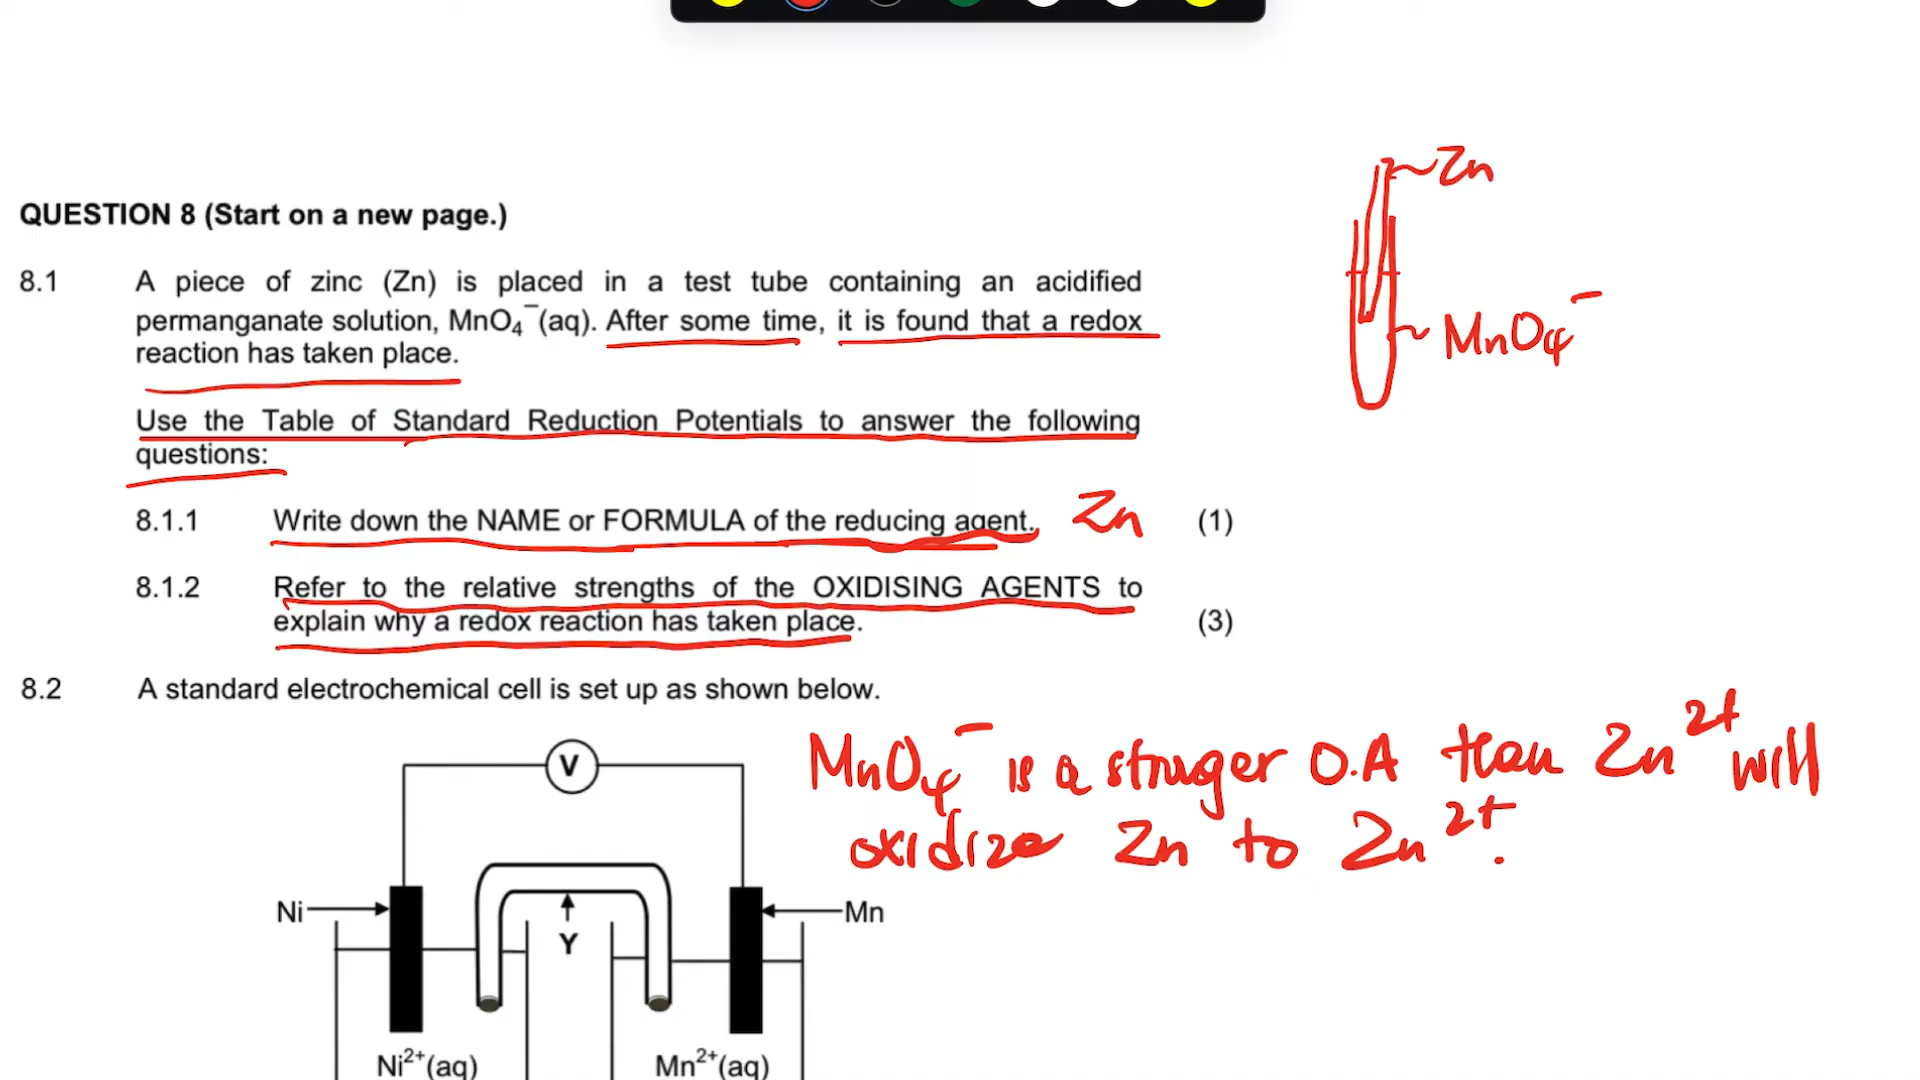 Zn
QUESTION 8 (Start on a new page.)
8.1 A piece of zinc (Zn) is placed in a test tube containing an acidified
permanganate solution, MnO₄⁻(aq). After some time, it is found that a redox
reaction has taken place.
MnO₄⁻
Use the Table of Standard Reduction Potentials to answer the following
questions:
8.1.1 Write down the NAME or FORMULA of the reducing agent. Zn (1)
8.1.2 Refer to the relative strengths of the OXIDISING AGENTS to
explain why a redox reaction has taken place. (3)
8.2 A standard electrochemical cell is set up as shown below.
MnO₄⁻ is a stronger O.A than Zn²⁺ will
oxidize Zn to Zn²⁺.
V
Ni
Mn
Y
Ni²⁺(aq)
Mn²⁺(aq)